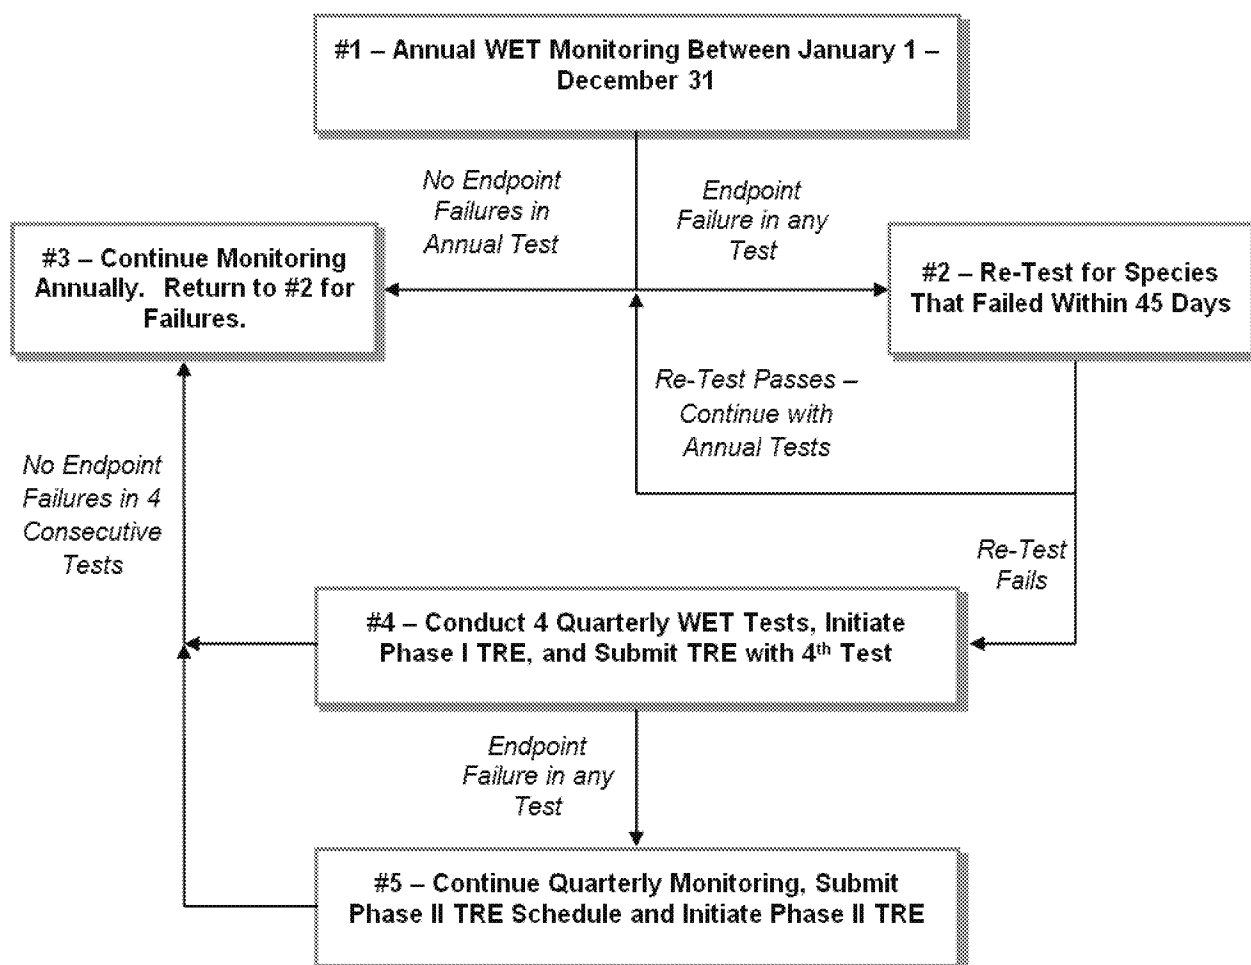 #1 – Annual WET Monitoring Between January 1 –
December 31
No Endpoint
Failures in
Annual Test
Endpoint
Failure in any
Test
#3 – Continue Monitoring
Annually. Return to #2 for
Failures.
#2 – Re-Test for Species
That Failed Within 45 Days
Re-Test Passes –
Continue with
Annual Tests
No Endpoint
Failures in 4
Consecutive
Tests
Re-Test
Fails
#4 – Conduct 4 Quarterly WET Tests, Initiate
Phase I TRE, and Submit TRE with 4th Test
Endpoint
Failure in any
Test
#5 – Continue Quarterly Monitoring, Submit
Phase II TRE Schedule and Initiate Phase II TRE